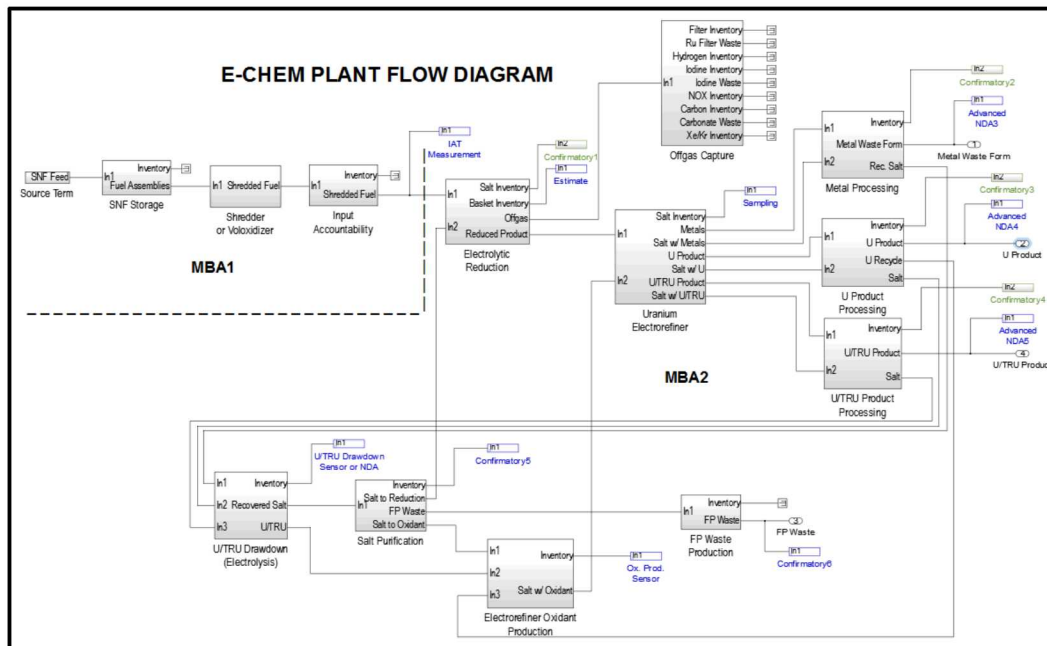 E-CHEM PLANT FLOW DIAGRAM
SNF Feed
Source Term
In1
Inventory
Fuel Assemblies
SNF Storage
In1
Shredded Fuel
Shredder
or Voloxidizer
In1
Inventory
Shredded Fuel
Input
Accountability
In1
IAT
Measurement
MBA1
In1
In2
Salt Inventory
Basket Inventory
Offgas
Reduced Product
Electrolytic
Reduction
In2
Confirmatory1
In1
Estimate
In1
Filter Inventory
Ru Filter Waste
Hydrogen Inventory
Iodine Inventory
Iodine Waste
NOX Inventory
Carbon Inventory
Carbonate Waste
Xe/Kr Inventory
Offgas Capture
In1
In2
Salt Inventory
Metals
Salt w/ Metals
U Product
Salt w/ U
U/TRU Product
Salt w/ U/TRU
Uranium
Electrorefiner
In1
Sampling
MBA2
In1
In2
Inventory
Metal Waste Form
Rec. Salt
Metal Processing
In2
Confirmatory2
In1
Advanced
NDA3
1
Metal Waste Form
In1
In2
Inventory
U Product
U Recycle
Salt
U Product
Processing
In2
Confirmatory3
In1
Advanced
NDA4
2
U Product
In1
In2
Inventory
U/TRU Product
Salt
U/TRU Product
Processing
In2
Confirmatory4
In1
Advanced
NDA5
4
U/TRU Product
In1
In2
In3
Inventory
Recovered Salt
U/TRU
U/TRU Drawdown
(Electrolysis)
In1
U/TRU Drawdown
Sensor or NDA
In1
Inventory
Salt to Reduction
FP Waste
Salt to Oxidant
Salt Purification
In1
Confirmatory5
In1
In2
In3
Inventory
Salt w/ Oxidant
Electrorefiner Oxidant
Production
In1
Ox. Prod.
Sensor
In1
Inventory
FP Waste
FP Waste
Production
3
FP Waste
In1
Confirmatory6